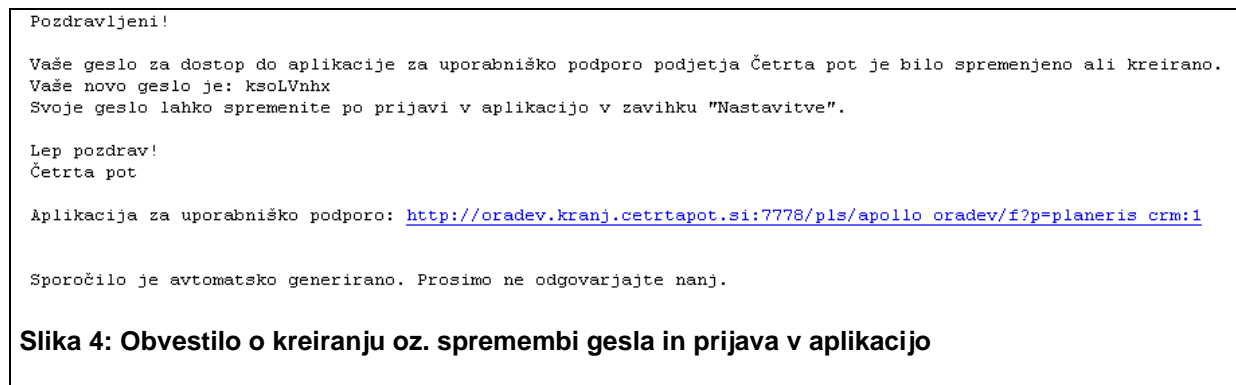 Pozdravljeni!
Vaše geslo za dostop do aplikacije za uporabniško podporo podjetja Četrta pot je bilo spremenjeno ali kreirano.
Vaše novo geslo je: ksoLVnhx
Svoje geslo lahko spremenite po prijavi v aplikacijo v zavihku "Nastavitve".
Lep pozdrav!
Četrta pot
Aplikacija za uporabniško podporo: http://oradev.kranj.cetrtapot.si:7778/pls/apollo_oradev/f?p=planeris_crm:1
Sporočilo je avtomatsko generirano. Prosimo ne odgovarjajte nanj.
Slika 4: Obvestilo o kreiranju oz. spremembi gesla in prijava v aplikacijo